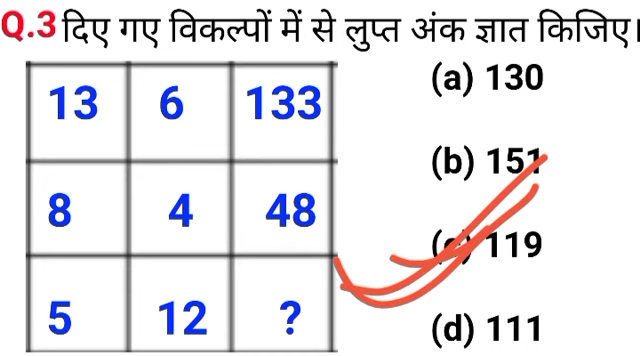 Q.3 दिए गए विकल्पों में से लुप्त अंक ज्ञात किजिए।
13 6 133
8 4 48
5 12 ?
(a) 130
(b) 151
(c) 119
(d) 111